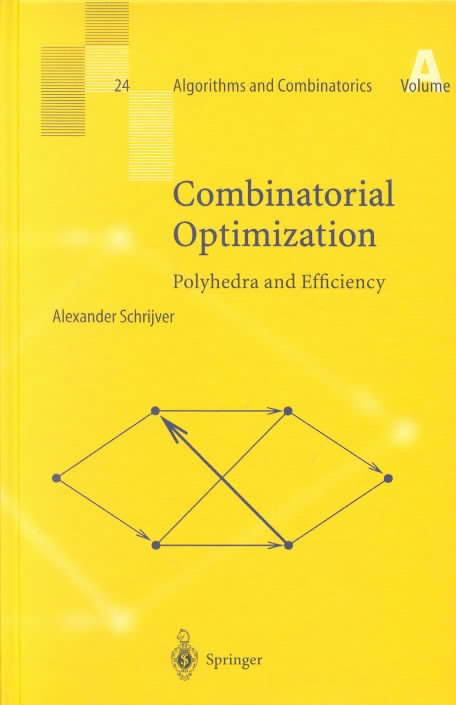 24 Algorithms and Combinatorics Volume A
Combinatorial
Optimization
Polyhedra and Efficiency
Alexander Schrijver
Springer